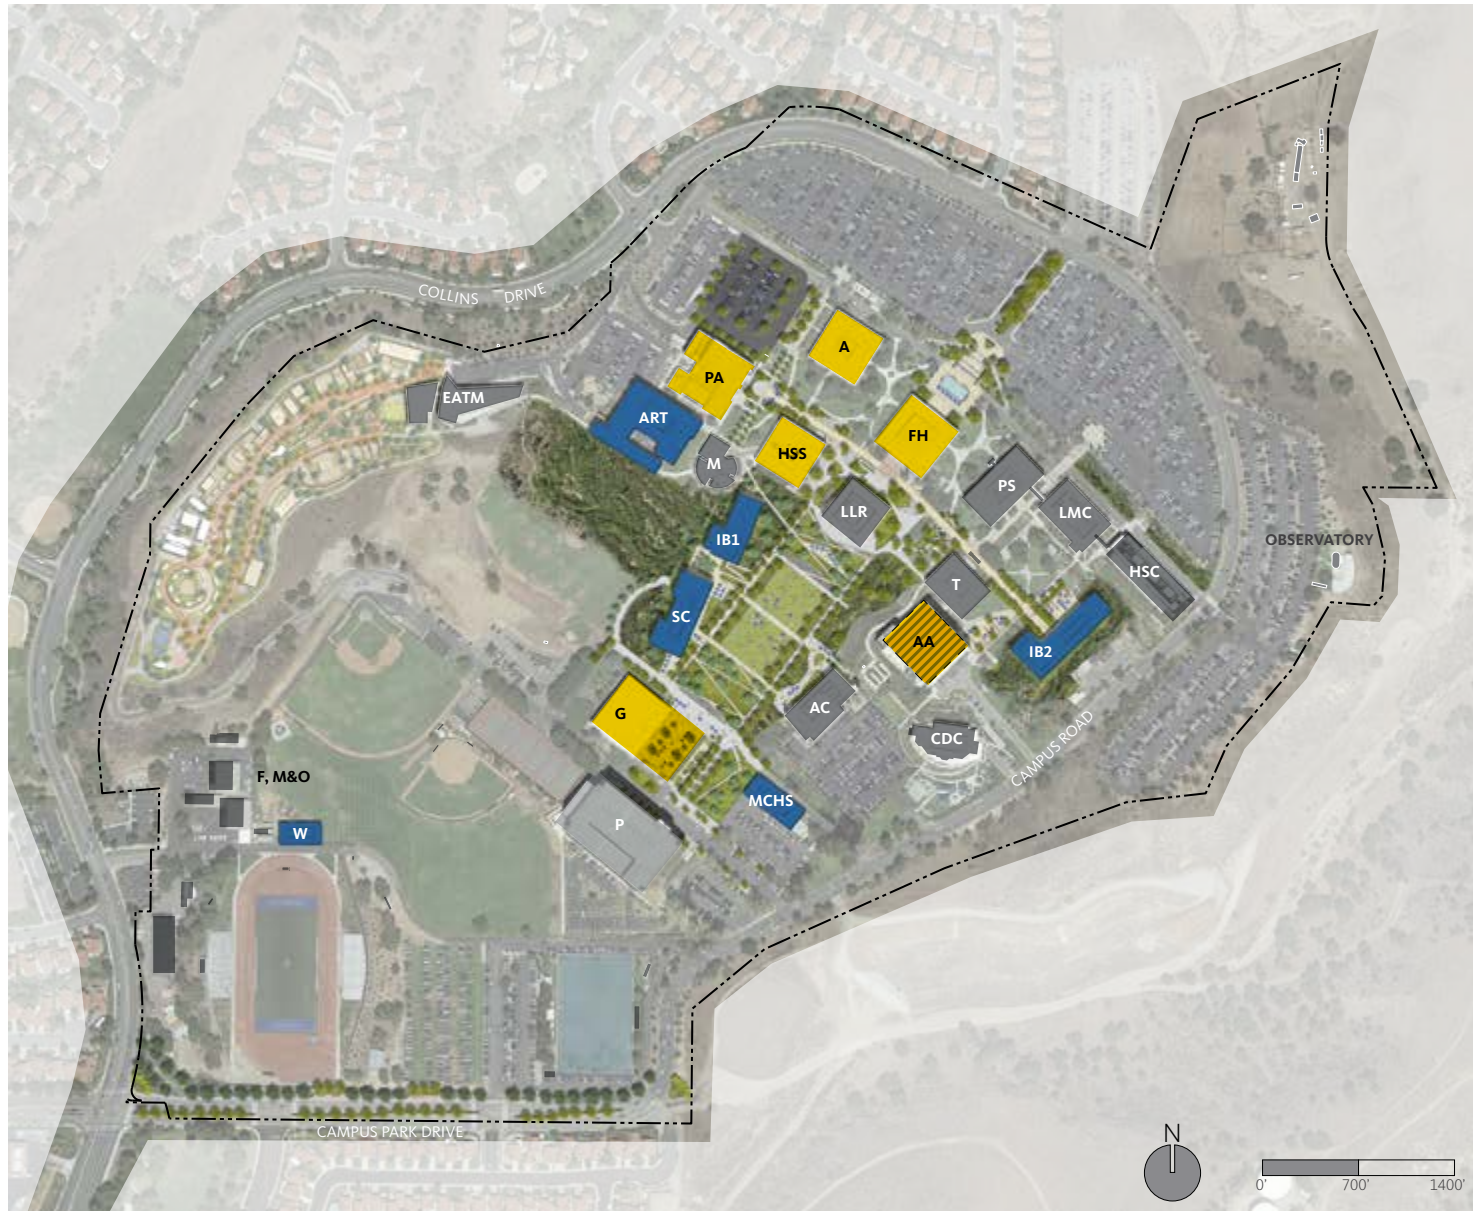 COLLINS DRIVE
A
PA
EATM
ART
FH
HSS
M
PS
LLR
LMC
IB1
OBSERVATORY
HSC
T
SC
AA
IB2
AC
G
CDC
CAMPUS ROAD
F, M&O
MCHS
P
W
CAMPUS PARK DRIVE
N
0' 700' 1400'